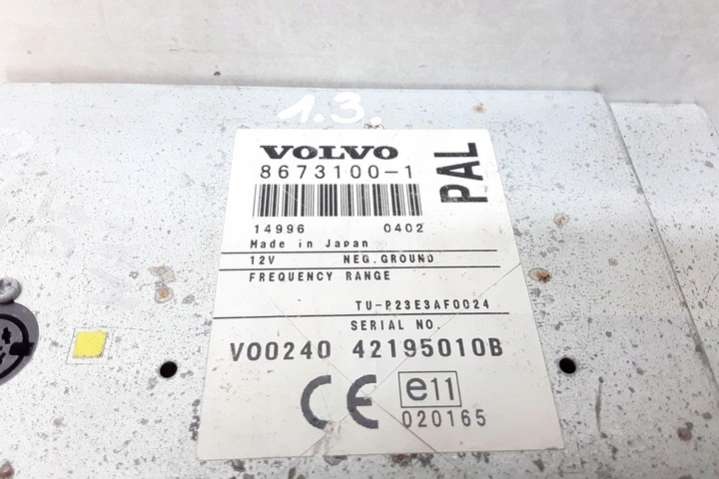 1.3.
VOLVO
8673100-1
PAL
14996 0402
Made in Japan
12V NEG.GROUND
FREQUENCY RANGE
TU-P23E3AF0024
SERIAL NO.
V00240 42195010B
CE e11
020165